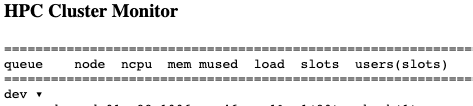 HPC Cluster Monitor
================================================================
queue    node  ncpu  mem mused  load  slots  users(slots)
================================================================
dev ▾